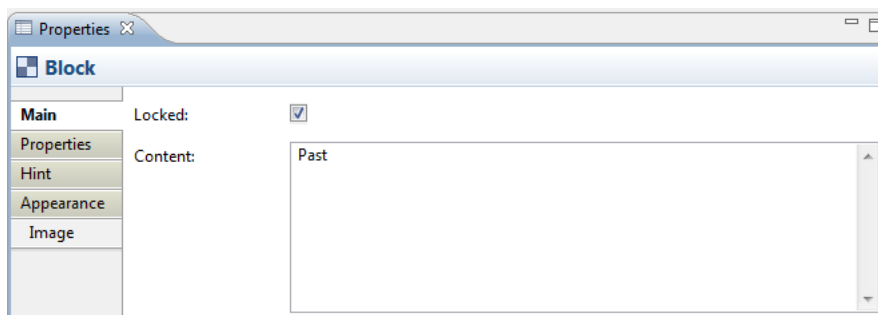 Properties
Block
Main
Locked:
Properties
Content:
Past
Hint
Appearance
Image